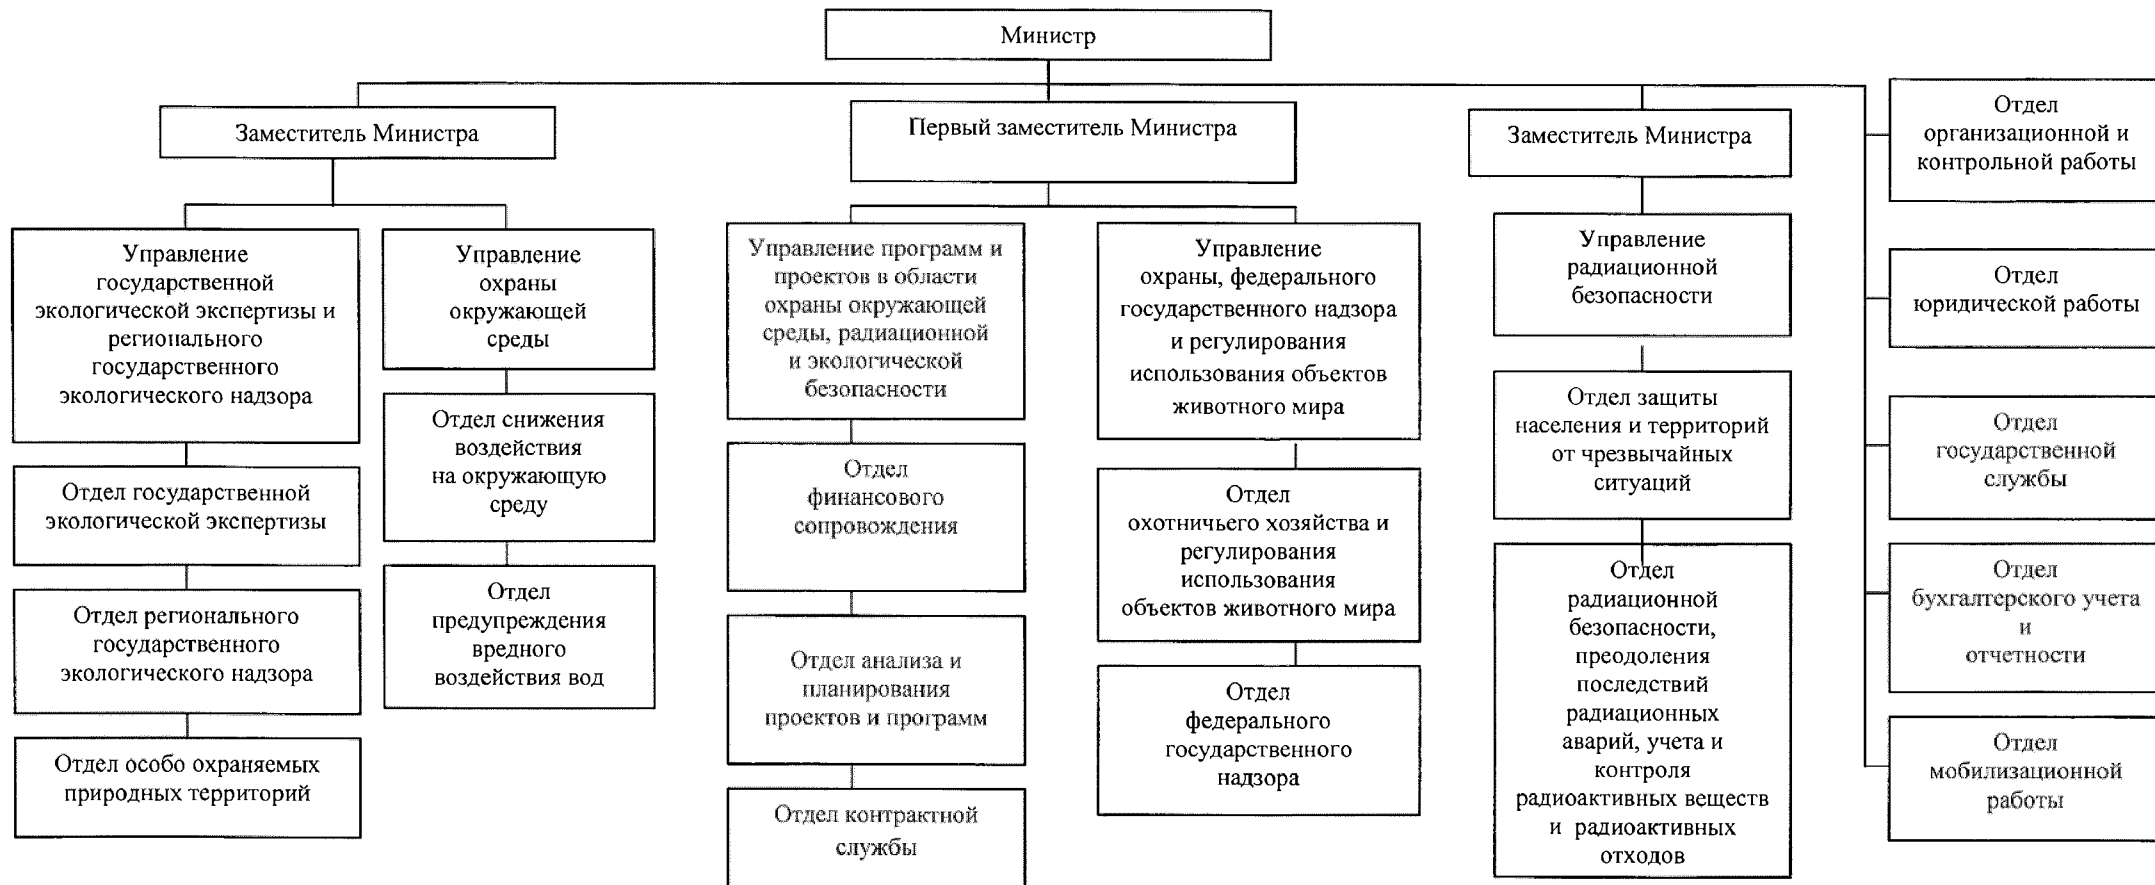 Министр
Заместитель Министра
Первый заместитель Министра
Заместитель Министра
Отдел
организационной и
контрольной работы
Управление
государственной
экологической экспертизы и
регионального
государственного
экологического надзора
Отдел государственной
экологической экспертизы
Отдел регионального
государственного
экологического надзора
Отдел особо охраняемых
природных территорий
Управление
охраны
окружающей
среды
Отдел снижения
воздействия
на окружающую
среду
Отдел
предупреждения
вредного
воздействия вод
Управление программ и
проектов в области
охраны окружающей
среды, радиационной
и экологической
безопасности
Отдел
финансового
сопровождения
Отдел анализа и
планирования
проектов и программ
Отдел контрактной
службы
Управление
охраны, федерального
государственного надзора
и регулирования
использования объектов
животного мира
Отдел
охотничьего хозяйства и
регулирования
использования
объектов животного мира
Отдел
федерального
государственного
надзора
Управление
радиационной
безопасности
Отдел защиты
населения и территорий
от чрезвычайных
ситуаций
Отдел
радиационной
безопасности,
преодоления
последствий
радиационных
аварий, учета и
контроля
радиоактивных веществ
и радиоактивных
отходов
Отдел
юридической работы
Отдел
государственной
службы
Отдел
бухгалтерского учета
и
отчетности
Отдел
мобилизационной
работы